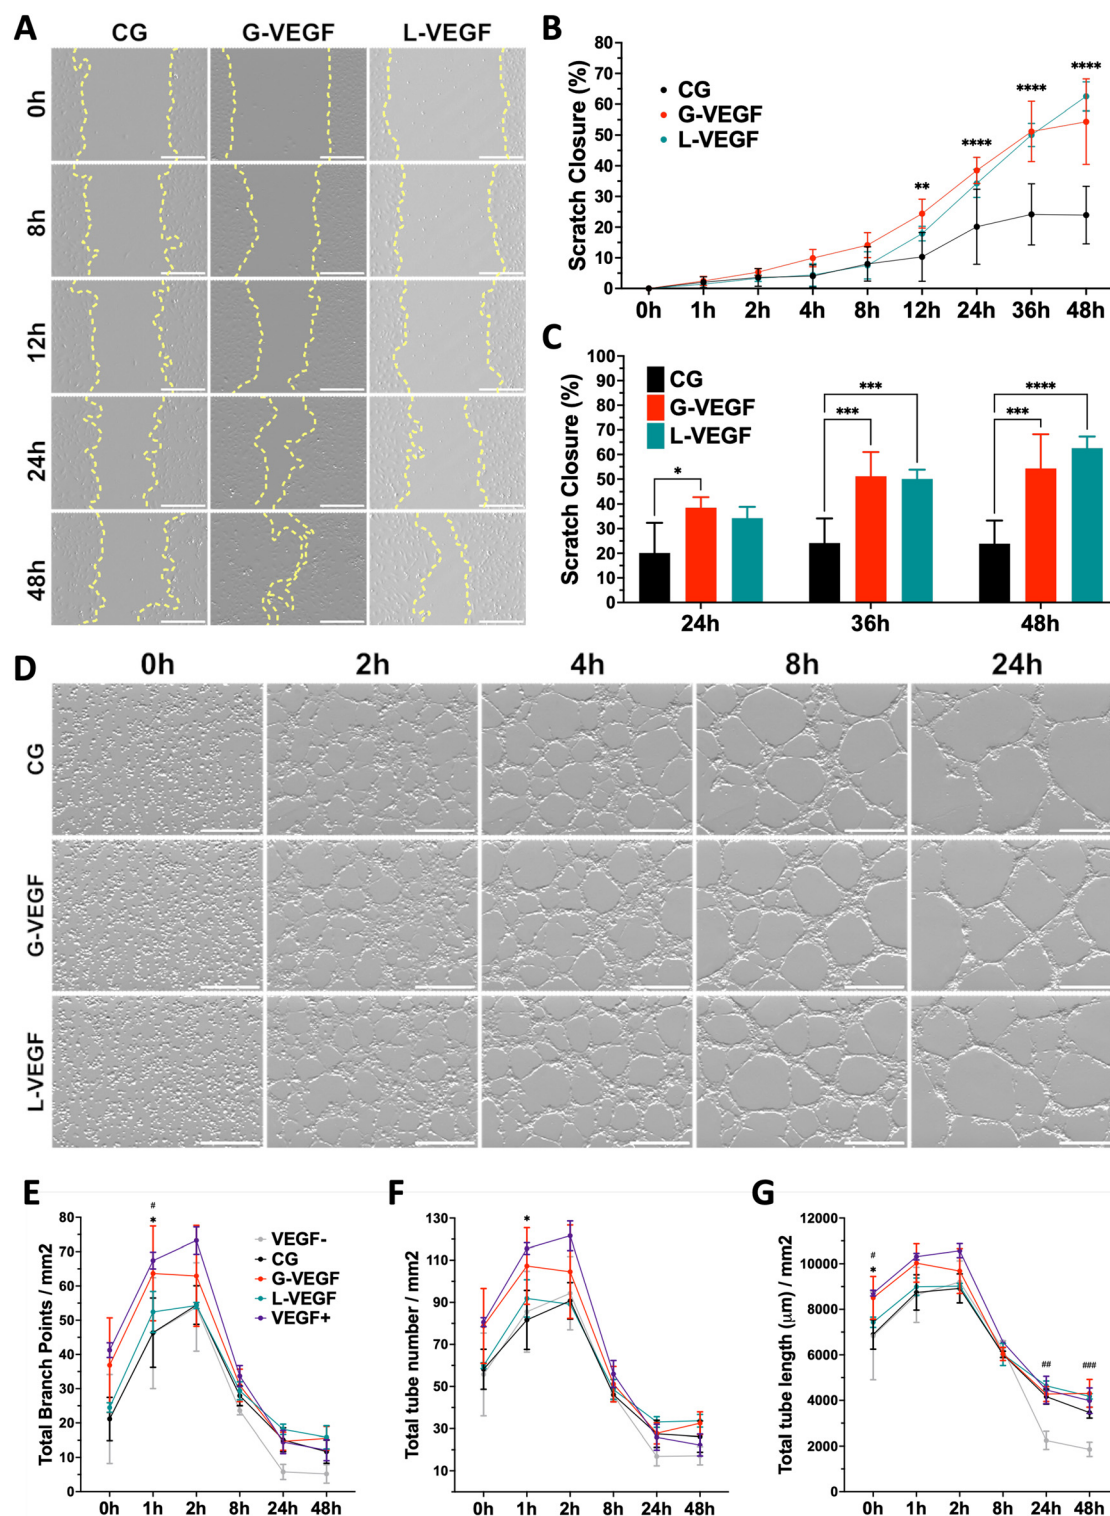 A
CG
G-VEGF
L-VEGF
0h
8h
12h
24h
48h
B
Scratch Closure (%)
80
70
60
50
40
30
20
10
0
CG
G-VEGF
L-VEGF
**
****
****
****
0h 1h 2h 4h 8h 12h 24h 36h 48h
C
Scratch Closure (%)
100
90
80
70
60
50
40
30
20
10
0
CG
G-VEGF
L-VEGF
*
***
***
***
****
24h 36h 48h
D
0h 2h 4h 8h 24h
CG
G-VEGF
L-VEGF
E
Total Branch Points / mm2
80
70
60
50
40
30
20
10
0
#
*
VEGF-
CG
G-VEGF
L-VEGF
VEGF+
0h 1h 2h 8h 24h 48h
F
Total tube number / mm2
130
110
90
70
50
30
10
*
0h 1h 2h 8h 24h 48h
G
Total tube length (μm) / mm2
12000
10000
8000
6000
4000
2000
0
#
*
##
###
0h 1h 2h 8h 24h 48h